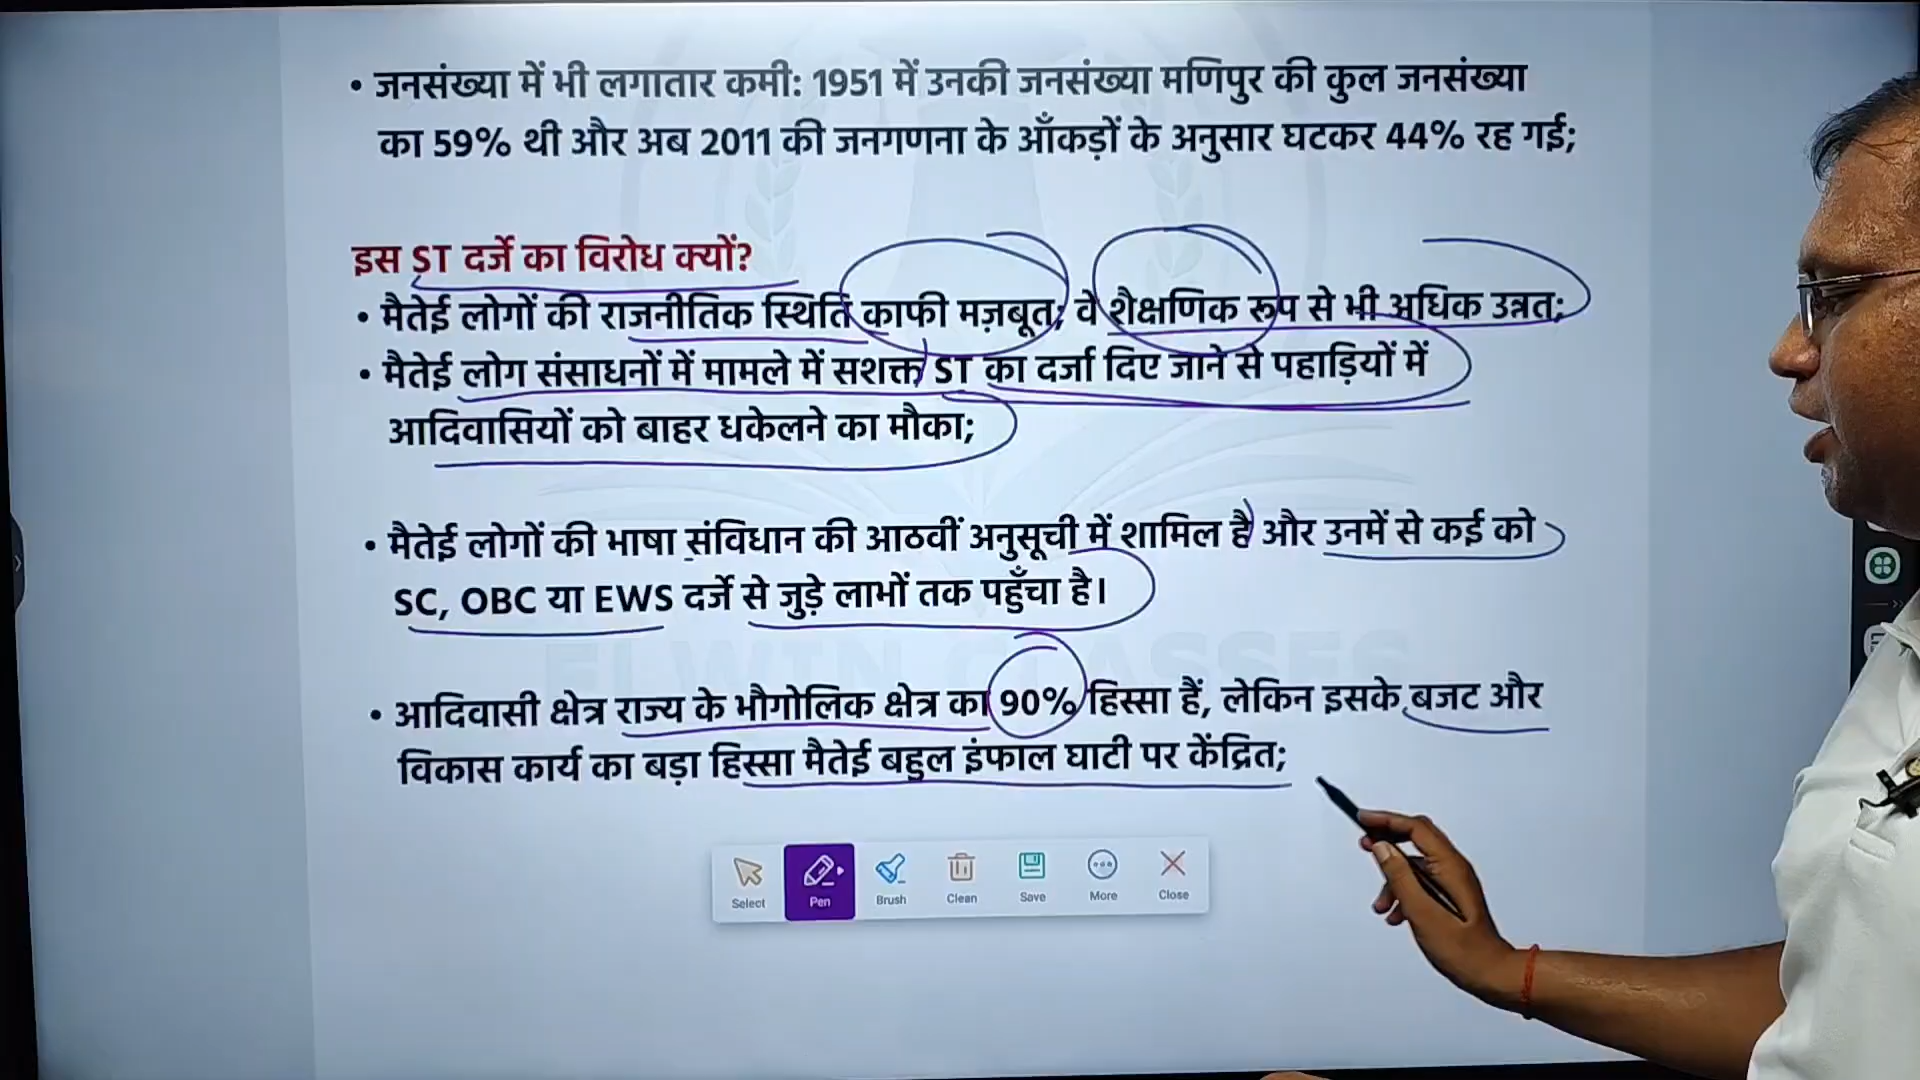 • जनसंख्या में भी लगातार कमी: 1951 में उनकी जनसंख्या मणिपुर की कुल जनसंख्या
का 59% थी और अब 2011 की जनगणना के आँकड़ों के अनुसार घटकर 44% रह गई;
इस ST दर्जे का विरोध क्यों?
• मैतेई लोगों की राजनीतिक स्थिति काफी मज़बूत; वे शैक्षणिक रूप से भी अधिक उन्नत;
• मैतेई लोग संसाधनों में मामले में सशक्त ST का दर्जा दिए जाने से पहाड़ियों में
आदिवासियों को बाहर धकेलने का मौका;
• मैतेई लोगों की भाषा संविधान की आठवीं अनुसूची में शामिल है और उनमें से कई को
SC, OBC या EWS दर्जे से जुड़े लाभों तक पहुँचा है।
ELWIN CLASSES
• आदिवासी क्षेत्र राज्य के भौगोलिक क्षेत्र का 90% हिस्सा हैं, लेकिन इसके बजट और
विकास कार्य का बड़ा हिस्सा मैतेई बहुल इंफाल घाटी पर केंद्रित;
Select Pen Brush Clean Save More Close